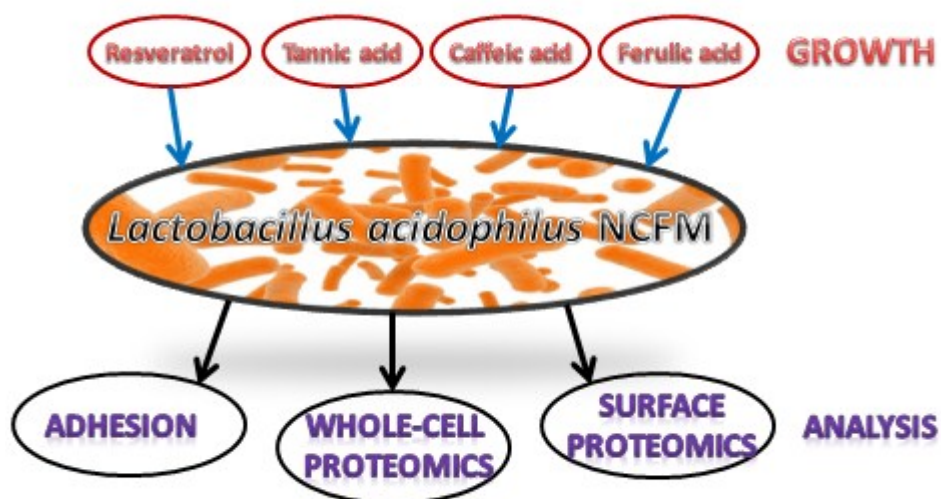 Resveratrol Tannic acid Caffeic acid Ferulic acid GROWTH
Lactobacillus acidophilus NCFM
ADHESION
WHOLE-CELL
PROTEOMICS
SURFACE
PROTEOMICS
ANALYSIS